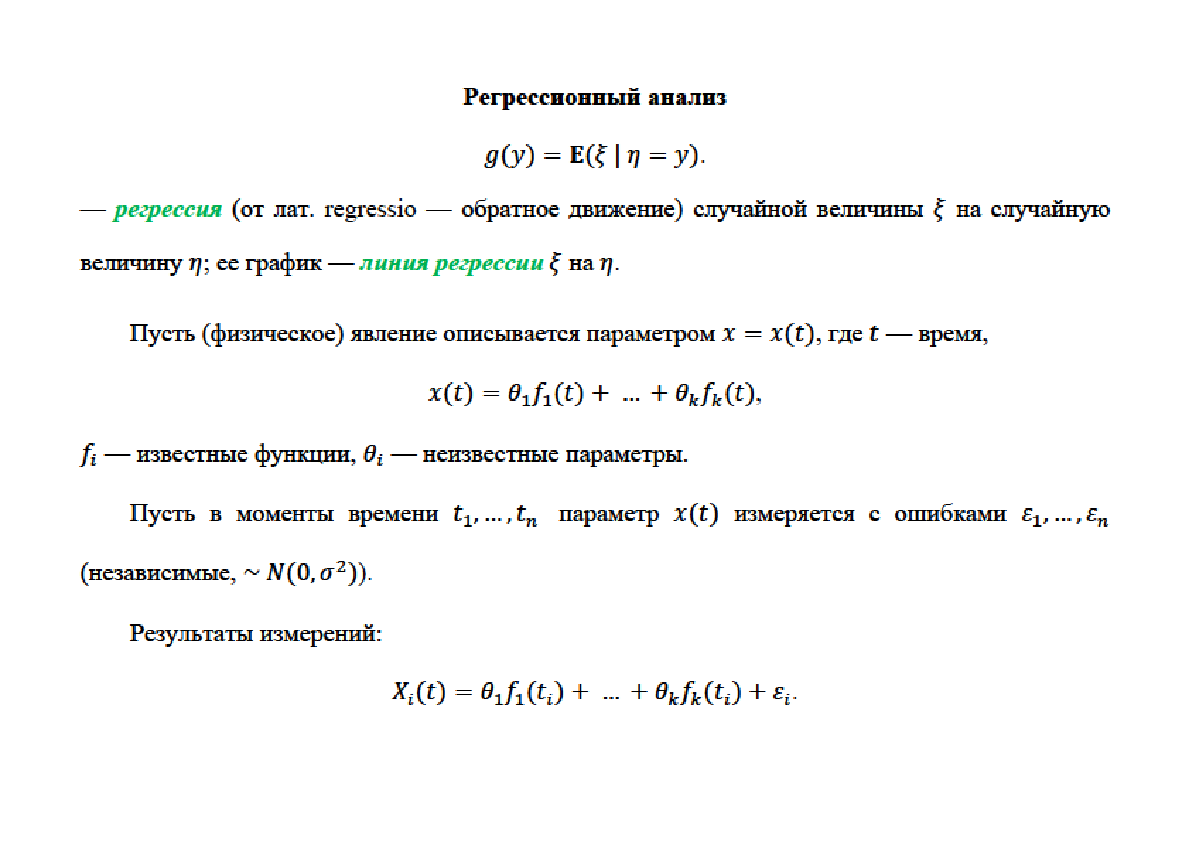 Регрессионный анализ
g(y) = E(ξ | η = y).
— регрессия (от лат. regressio — обратное движение) случайной величины ξ на случайную
величину η; ее график — линия регрессии ξ на η.
Пусть (физическое) явление описывается параметром x = x(t), где t — время,
x(t) = θ₁f₁(t) + … + θₖfₖ(t),
fᵢ — известные функции, θᵢ — неизвестные параметры.
Пусть в моменты времени t₁, … , tₙ параметр x(t) измеряется с ошибками ε₁, … , εₙ
(независимые, ~ N(0, σ²)).
Результаты измерений:
Xᵢ(t) = θ₁f₁(tᵢ) + … + θₖfₖ(tᵢ) + εᵢ.